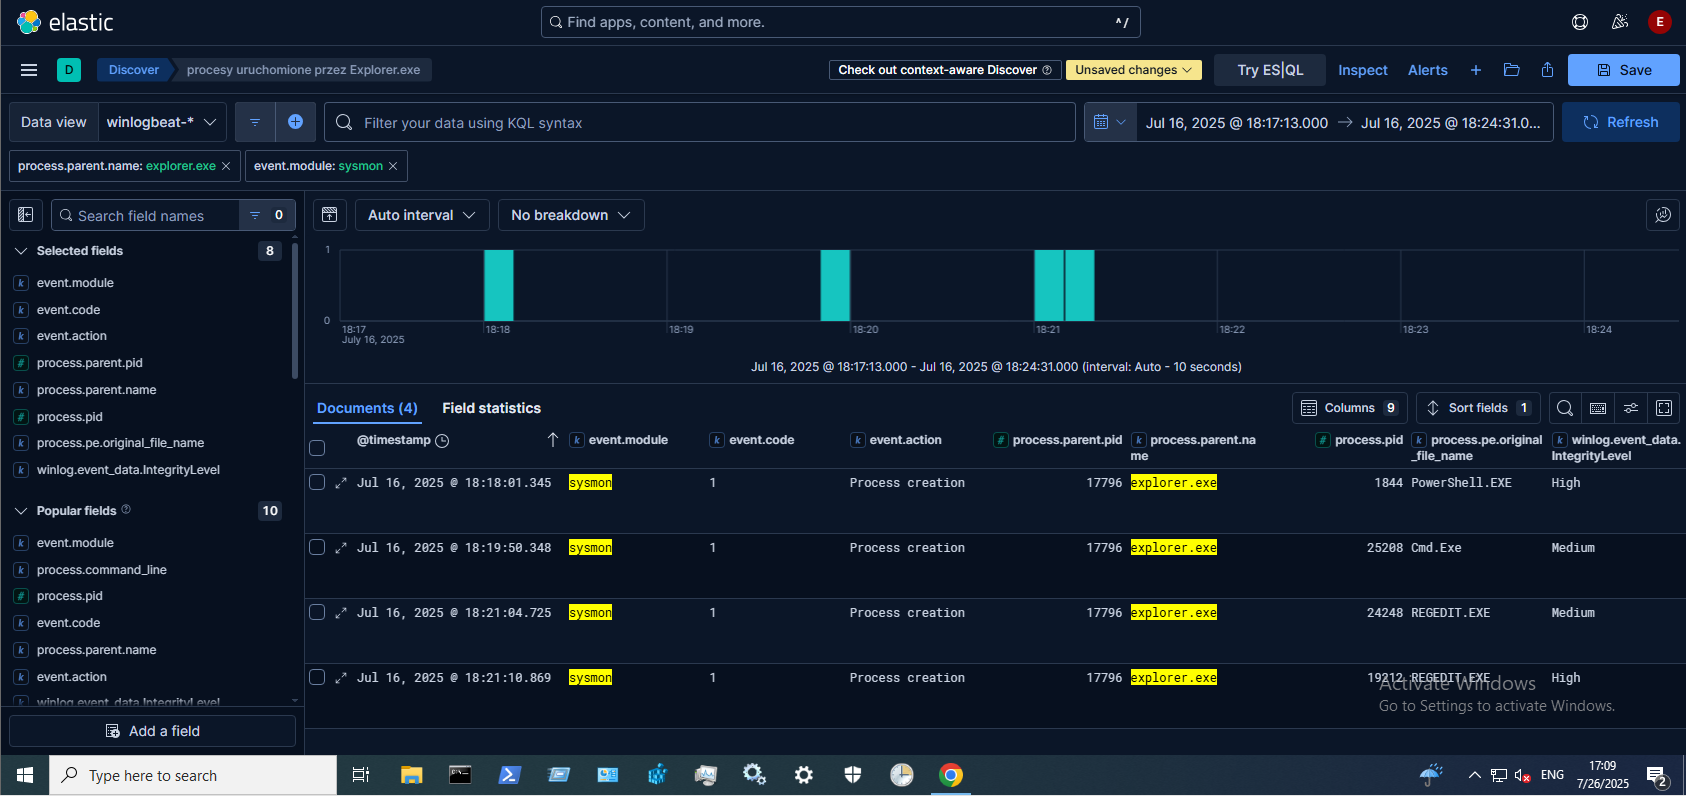 elastic
Find apps, content, and more.
^/
E
D
Discover
procesy uruchomione przez Explorer.exe
Check out context-aware Discover
Unsaved changes
Try ES|QL
Inspect
Alerts
Save
Data view
winlogbeat-*
Filter your data using KQL syntax
Jul 16, 2025 @ 18:17:13.000 → Jul 16, 2025 @ 18:24:31.0...
Refresh
process.parent.name: explorer.exe ×
event.module: sysmon ×
Search field names
0
Auto interval
No breakdown
Selected fields 8
k event.module
k event.code
k event.action
# process.parent.pid
k process.parent.name
# process.pid
k process.pe.original_file_name
k winlog.event_data.IntegrityLevel
Popular fields 10
k event.module
k process.command_line
# process.pid
k event.code
k process.parent.name
k event.action
k winlog.event_data.IntegrityLevel
Add a field
1
0
18:17 18:18 18:19 18:20 18:21 18:22 18:23 18:24
July 16, 2025
Jul 16, 2025 @ 18:17:13.000 - Jul 16, 2025 @ 18:24:31.000 (interval: Auto - 10 seconds)
Documents (4)
Field statistics
Columns 9
Sort fields 1
@timestamp k event.module k event.code k event.action # process.parent.pid k process.parent.na
me # process.pid k process.pe.original
_file_name k winlog.event_data.
IntegrityLevel
Jul 16, 2025 @ 18:18:01.345 sysmon 1 Process creation 17796 explorer.exe 1844 PowerShell.EXE High
Jul 16, 2025 @ 18:19:50.348 sysmon 1 Process creation 17796 explorer.exe 25208 Cmd.Exe Medium
Jul 16, 2025 @ 18:21:04.725 sysmon 1 Process creation 17796 explorer.exe 24248 REGEDIT.EXE Medium
Jul 16, 2025 @ 18:21:10.869 sysmon 1 Process creation 17796 explorer.exe 19212 REGEDIT.EXE High
Activate Windows
Go to Settings to activate Windows.
Type here to search
ENG
17:09
7/26/2025
2